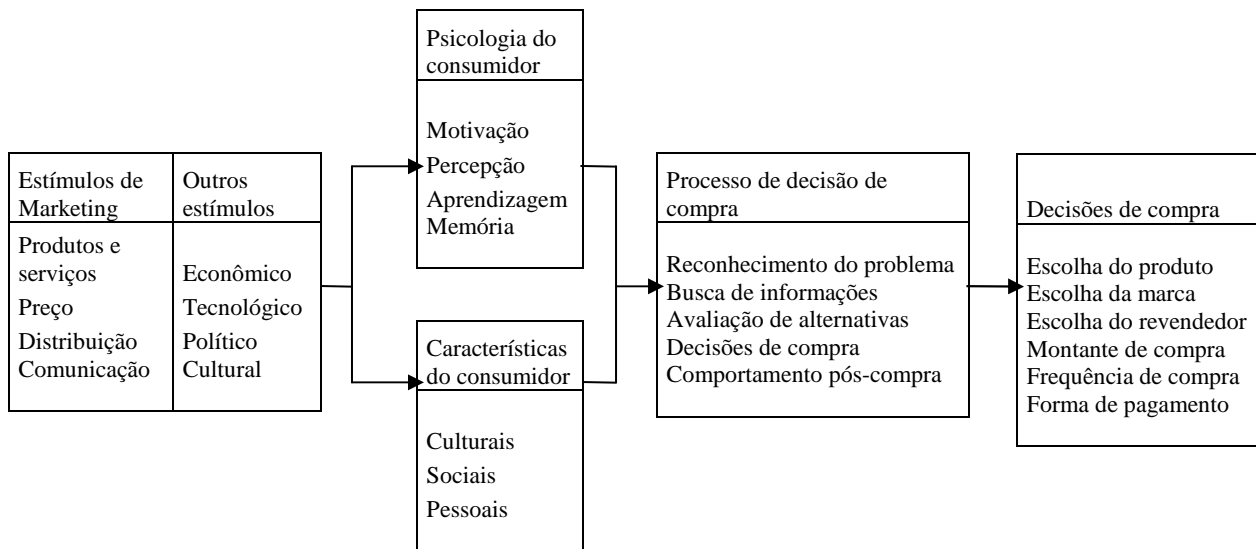 Estímulos de
Marketing
Produtos e
serviços
Preço
Distribuição
Comunicação
Outros
estímulos
Econômico
Tecnológico
Político
Cultural
Psicologia do
consumidor
Motivação
Percepção
Aprendizagem
Memória
Características
do consumidor
Culturais
Sociais
Pessoais
Processo de decisão de
compra
Reconhecimento do problema
Busca de informações
Avaliação de alternativas
Decisões de compra
Comportamento pós-compra
Decisões de compra
Escolha do produto
Escolha da marca
Escolha do revendedor
Montante de compra
Frequência de compra
Forma de pagamento